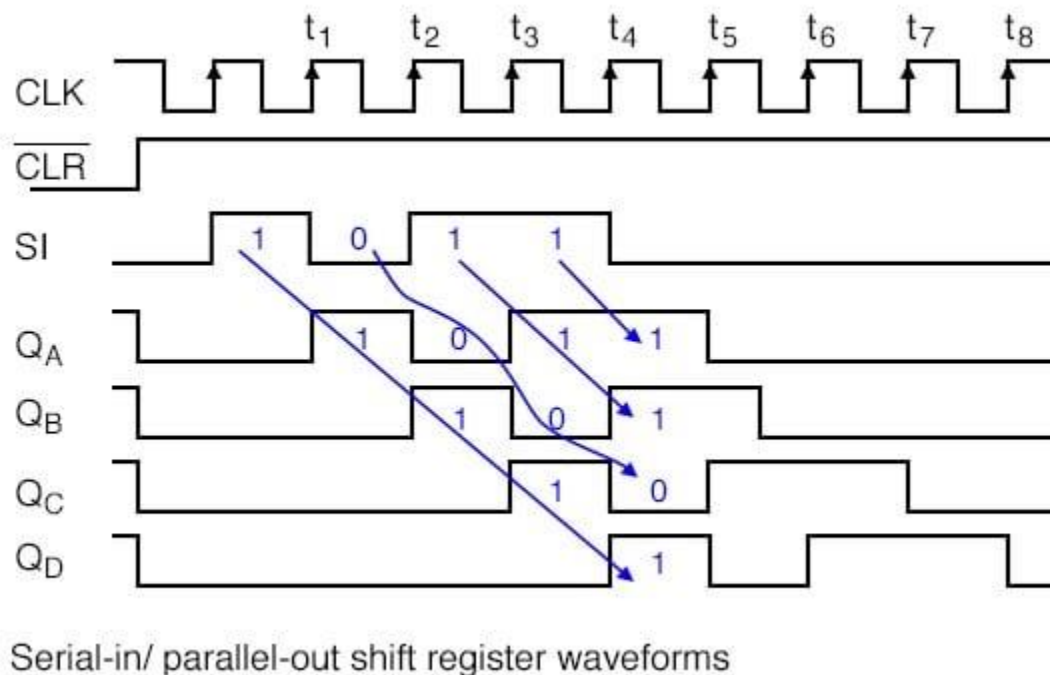 t1 t2 t3 t4 t5 t6 t7 t8
CLK
CLR
SI 1 0 1 1
QA 1 0 1 1
QB 1 0 1
QC 1 0
QD 1
Serial-in/ parallel-out shift register waveforms